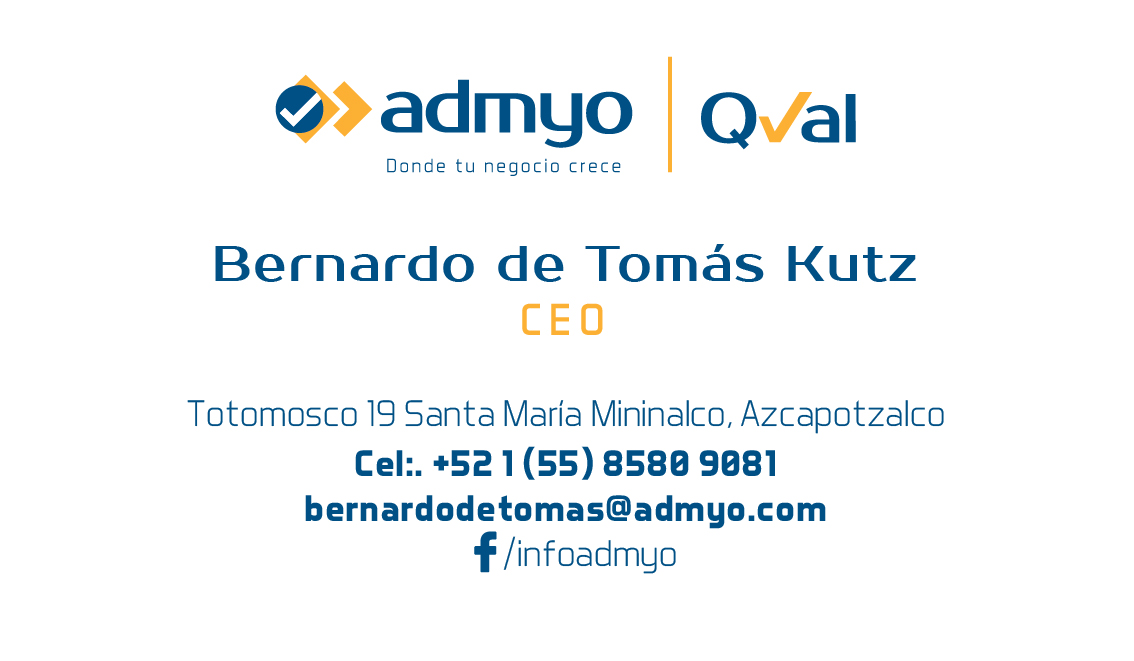 admyo | Qval
Donde tu negocio crece
Bernardo de Tomás Kutz
CEO
Totomosco 19 Santa María Mininalco, Azcapotzalco
Cel:. +52 1 (55) 8580 9081
bernardodetomas@admyo.com
f/infoadmyo